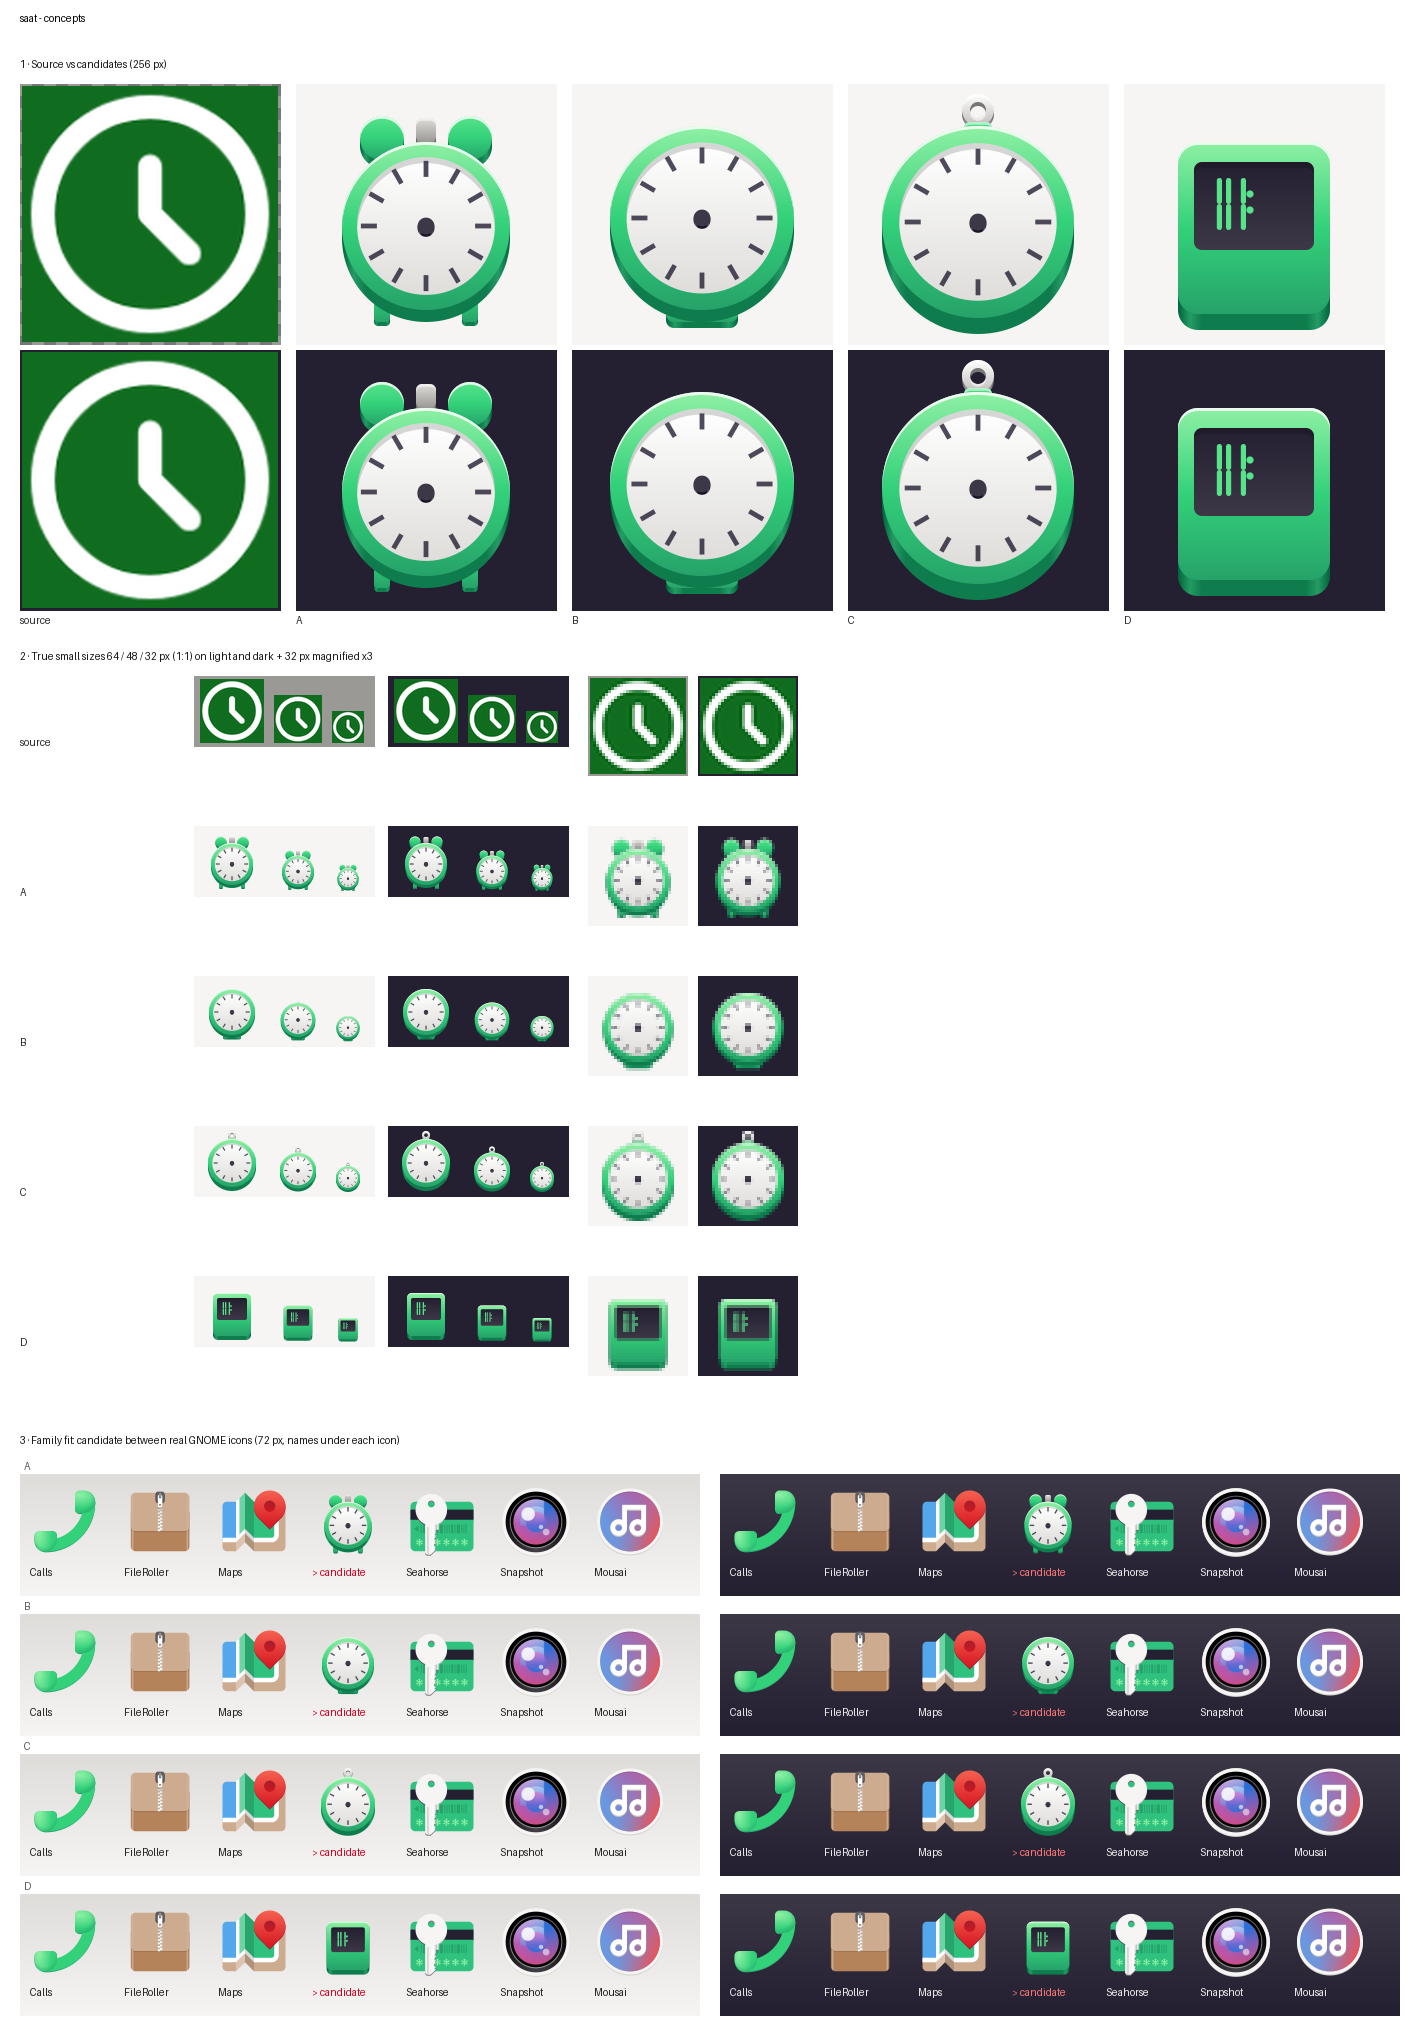 saat - concepts
1 · Source vs candidates (256 px)
source
A
B
C
D
2 · True small sizes 64 / 48 / 32 px (1:1) on light and dark + 32 px magnified x3
source
A
B
C
D
3 · Family fit: candidate between real GNOME icons (72 px, names under each icon)
A
Calls FileRoller Maps > candidate Seahorse Snapshot Mousai
Calls FileRoller Maps > candidate Seahorse Snapshot Mousai
B
Calls FileRoller Maps > candidate Seahorse Snapshot Mousai
Calls FileRoller Maps > candidate Seahorse Snapshot Mousai
C
Calls FileRoller Maps > candidate Seahorse Snapshot Mousai
Calls FileRoller Maps > candidate Seahorse Snapshot Mousai
D
Calls FileRoller Maps > candidate Seahorse Snapshot Mousai
Calls FileRoller Maps > candidate Seahorse Snapshot Mousai